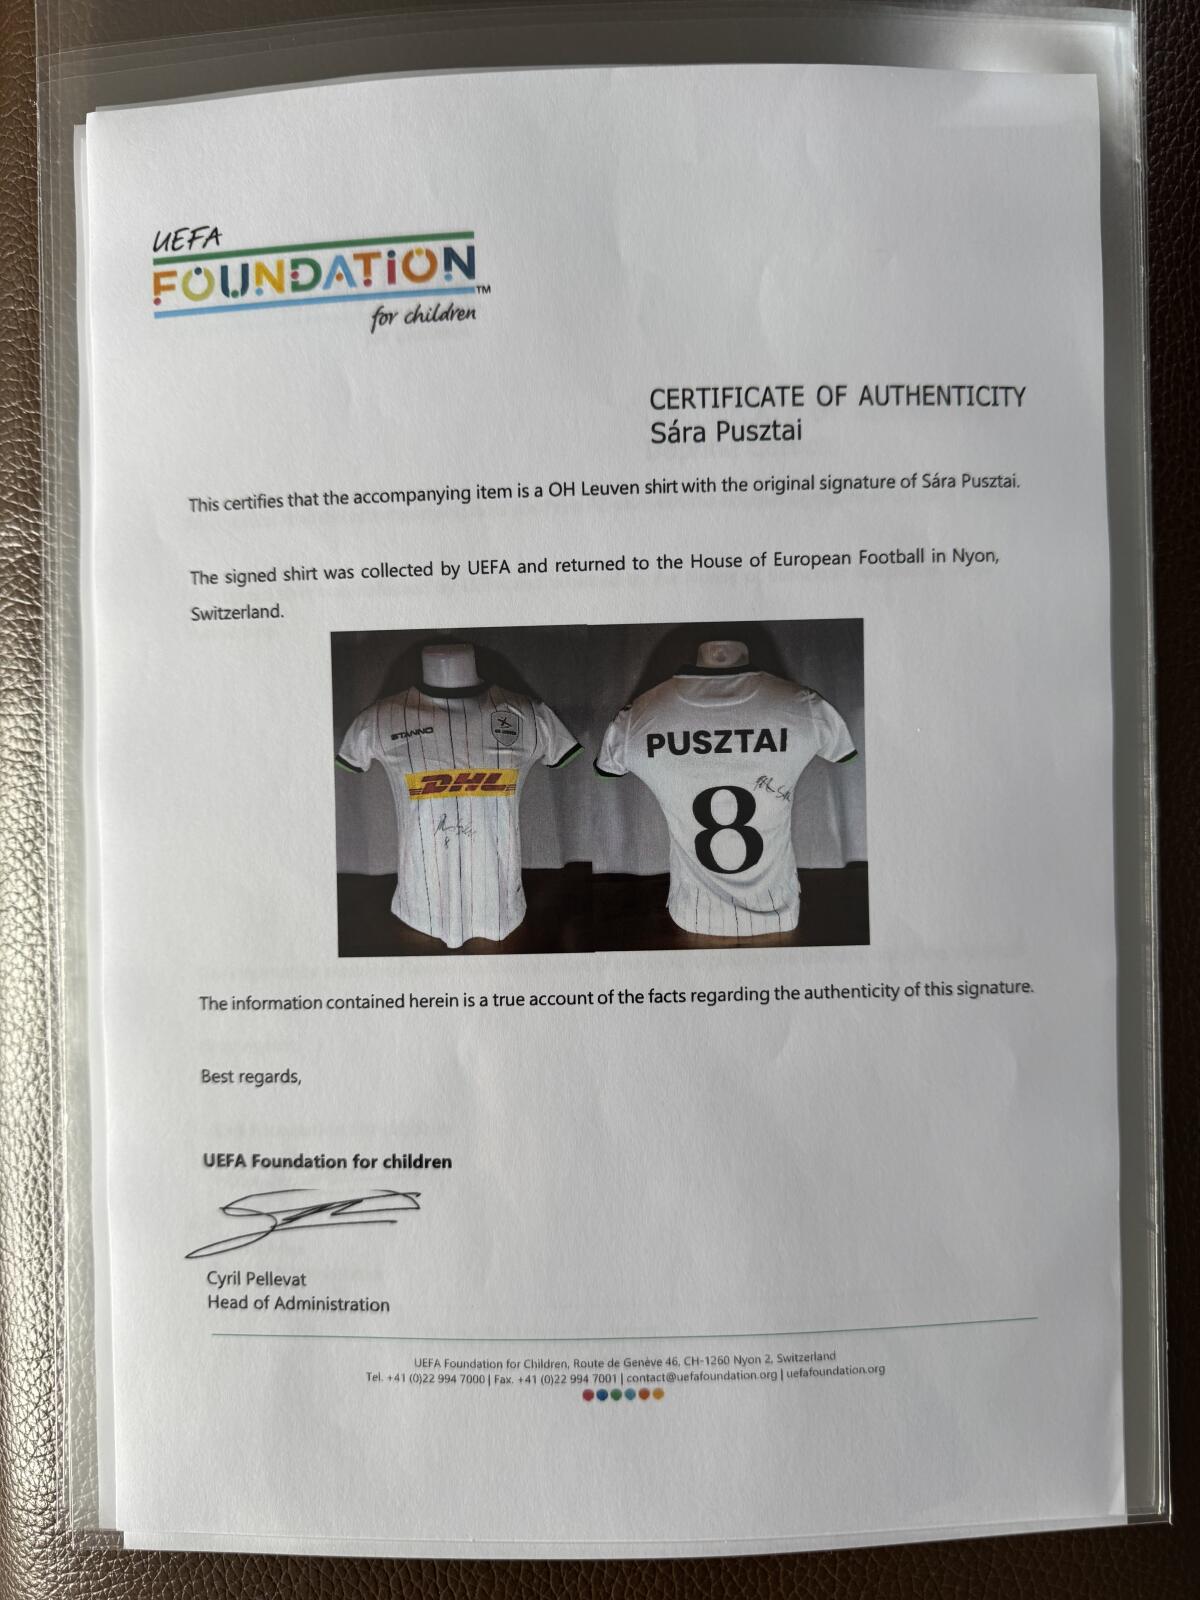 UEFA
FOUNDATION™
for children
CERTIFICATE OF AUTHENTICITY
Sára Pusztai
This certifies that the accompanying item is a OH Leuven shirt with the original signature of Sára Pusztai.
The signed shirt was collected by UEFA and returned to the House of European Football in Nyon,
Switzerland.
STANNO
DHL
8
PUSZTAI
8
The information contained herein is a true account of the facts regarding the authenticity of this signature.
Best regards,
UEFA Foundation for children
Cyril Pellevat
Head of Administration
UEFA Foundation for Children, Route de Genève 46, CH-1260 Nyon 2, Switzerland
Tel. +41 (0)22 994 7000 | Fax. +41 (0)22 994 7001 | contact@uefafoundation.org | uefafoundation.org